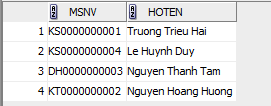 MSNV HOTEN
1 KS0000000001 Truong Trieu Hai
2 KS0000000004 Le Huynh Duy
3 DH0000000003 Nguyen Thanh Tam
4 KT0000000002 Nguyen Hoang Huong